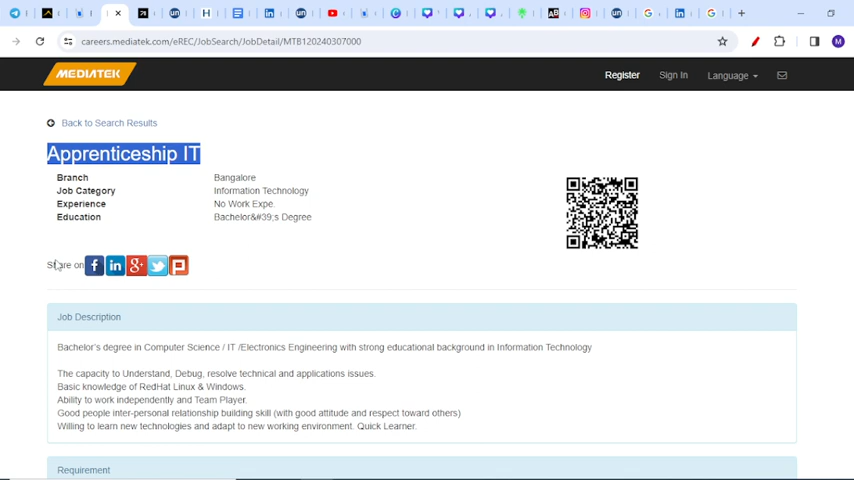 careers.mediatek.com/eREC/JobSearch/JobDetail/MTB120240307000
M
MEDIATEK
Register
Sign In
Language
Back to Search Results
Apprenticeship IT
Branch Bangalore
Job Category Information Technology
Experience No Work Expe.
Education Bachelor&#39;s Degree
Share on
Job Description
Bachelor's degree in Computer Science / IT /Electronics Engineering with strong educational background in Information Technology
The capacity to Understand, Debug, resolve technical and applications issues.
Basic knowledge of RedHat Linux & Windows.
Ability to work independently and Team Player.
Good people inter-personal relationship building skill (with good attitude and respect toward others)
Willing to learn new technologies and adapt to new working environment. Quick Learner.
Requirement